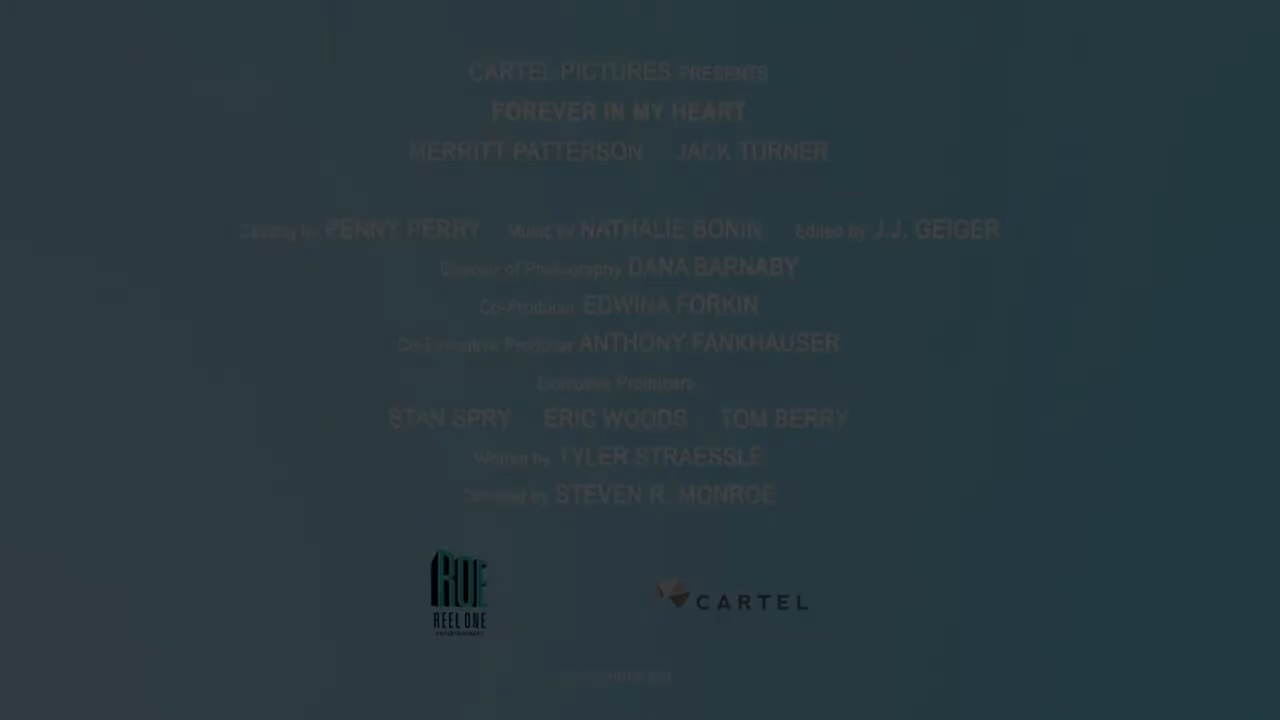 CARTEL PICTURES PRESENTS
FOREVER IN MY HEART
MERRITT PATTERSON JACK TURNER
Casting by PENNY PERRY Music by NATHALIE BONIN Edited by J.J. GEIGER
Director of Photography DANA BARNABY
Co-Producer EDWINA FORKIN
Co-Executive Producer ANTHONY FANKHAUSER
Executive Producers
STAN SPRY ERIC WOODS TOM BERRY
Written by TYLER STRAESSLE
Directed by STEVEN R. MONROE
ROE CARTEL
REEL ONE
ENTERTAINMENT